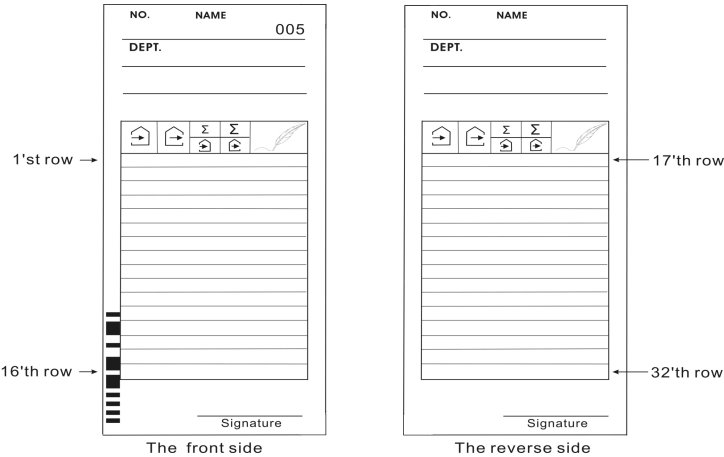 NO. NAME
005
DEPT.
Σ Σ
1'st row
16'th row
Signature
The front side
NO. NAME
DEPT.
Σ Σ
17'th row
32'th row
Signature
The reverse side